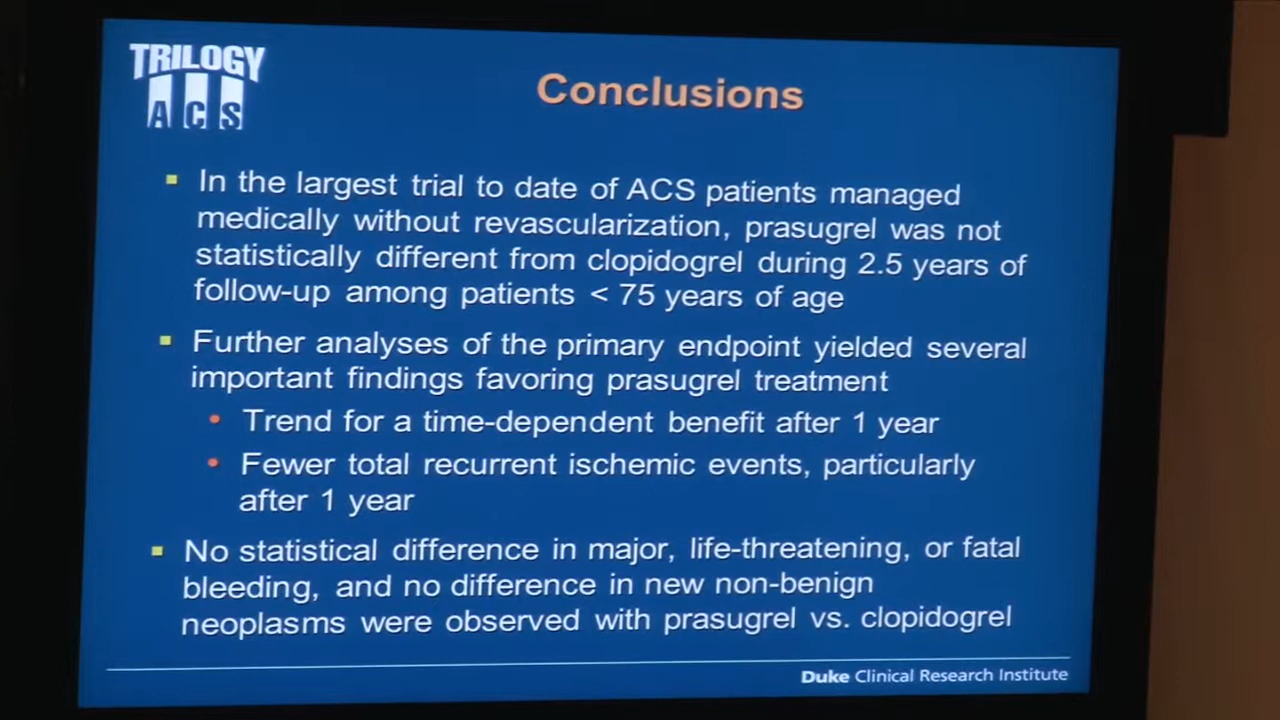 TRILOGY
ACS
Conclusions
In the largest trial to date of ACS patients managed
medically without revascularization, prasugrel was not
statistically different from clopidogrel during 2.5 years of
follow-up among patients < 75 years of age
Further analyses of the primary endpoint yielded several
important findings favoring prasugrel treatment
Trend for a time-dependent benefit after 1 year
Fewer total recurrent ischemic events, particularly
after 1 year
No statistical difference in major, life-threatening, or fatal
bleeding, and no difference in new non-benign
neoplasms were observed with prasugrel vs. clopidogrel
Duke Clinical Research Institute